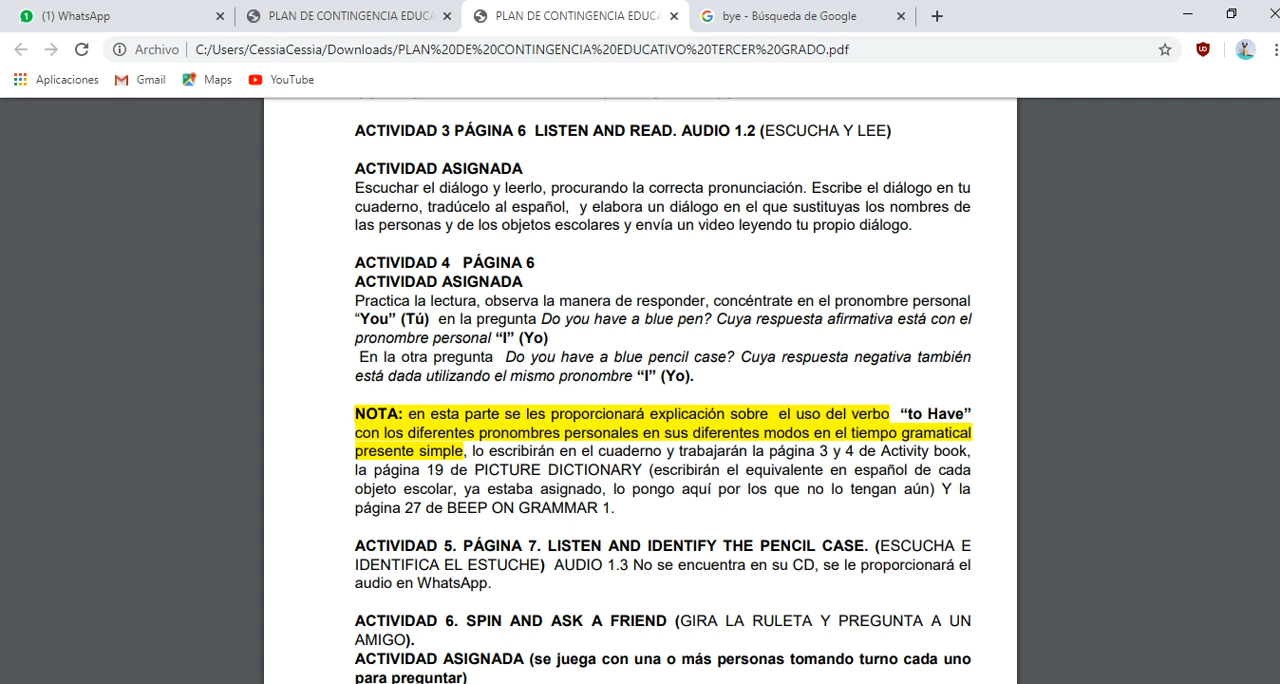 (1) WhatsApp
PLAN DE CONTINGENCIA EDUCA
PLAN DE CONTINGENCIA EDUCA
bye - Búsqueda de Google
Archivo
C:/Users/CessiaCessia/Downloads/PLAN%20DE%20CONTINGENCIA%20EDUCATIVO%20TERCER%20GRADO.pdf
Aplicaciones
Gmail
Maps
YouTube
ACTIVIDAD 3 PÁGINA 6 LISTEN AND READ. AUDIO 1.2 (ESCUCHA Y LEE)
ACTIVIDAD ASIGNADA
Escuchar el diálogo y leerlo, procurando la correcta pronunciación. Escribe el diálogo en tu
cuaderno, tradúcelo al español, y elabora un diálogo en el que sustituyas los nombres de
las personas y de los objetos escolares y envía un video leyendo tu propio diálogo.
ACTIVIDAD 4 PÁGINA 6
ACTIVIDAD ASIGNADA
Practica la lectura, observa la manera de responder, concéntrate en el pronombre personal
“You” (Tú) en la pregunta Do you have a blue pen? Cuya respuesta afirmativa está con el
pronombre personal “I” (Yo)
En la otra pregunta Do you have a blue pencil case? Cuya respuesta negativa también
está dada utilizando el mismo pronombre “I” (Yo).
NOTA: en esta parte se les proporcionará explicación sobre el uso del verbo “to Have”
con los diferentes pronombres personales en sus diferentes modos en el tiempo gramatical
presente simple, lo escribirán en el cuaderno y trabajarán la página 3 y 4 de Activity book,
la página 19 de PICTURE DICTIONARY (escribirán el equivalente en español de cada
objeto escolar, ya estaba asignado, lo pongo aquí por los que no lo tengan aún) Y la
página 27 de BEEP ON GRAMMAR 1.
ACTIVIDAD 5. PÁGINA 7. LISTEN AND IDENTIFY THE PENCIL CASE. (ESCUCHA E
IDENTIFICA EL ESTUCHE) AUDIO 1.3 No se encuentra en su CD, se le proporcionará el
audio en WhatsApp.
ACTIVIDAD 6. SPIN AND ASK A FRIEND (GIRA LA RULETA Y PREGUNTA A UN
AMIGO).
ACTIVIDAD ASIGNADA (se juega con una o más personas tomando turno cada uno
para preguntar)